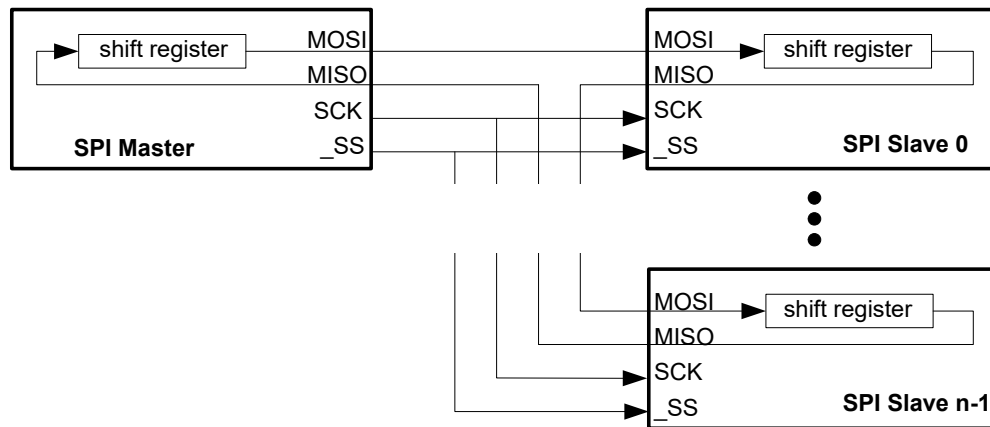 shift register
MOSI
MISO
SCK
_SS
SPI Master
MOSI
shift register
MISO
SCK
_SS
SPI Slave 0
MOSI
shift register
MISO
SCK
_SS
SPI Slave n-1